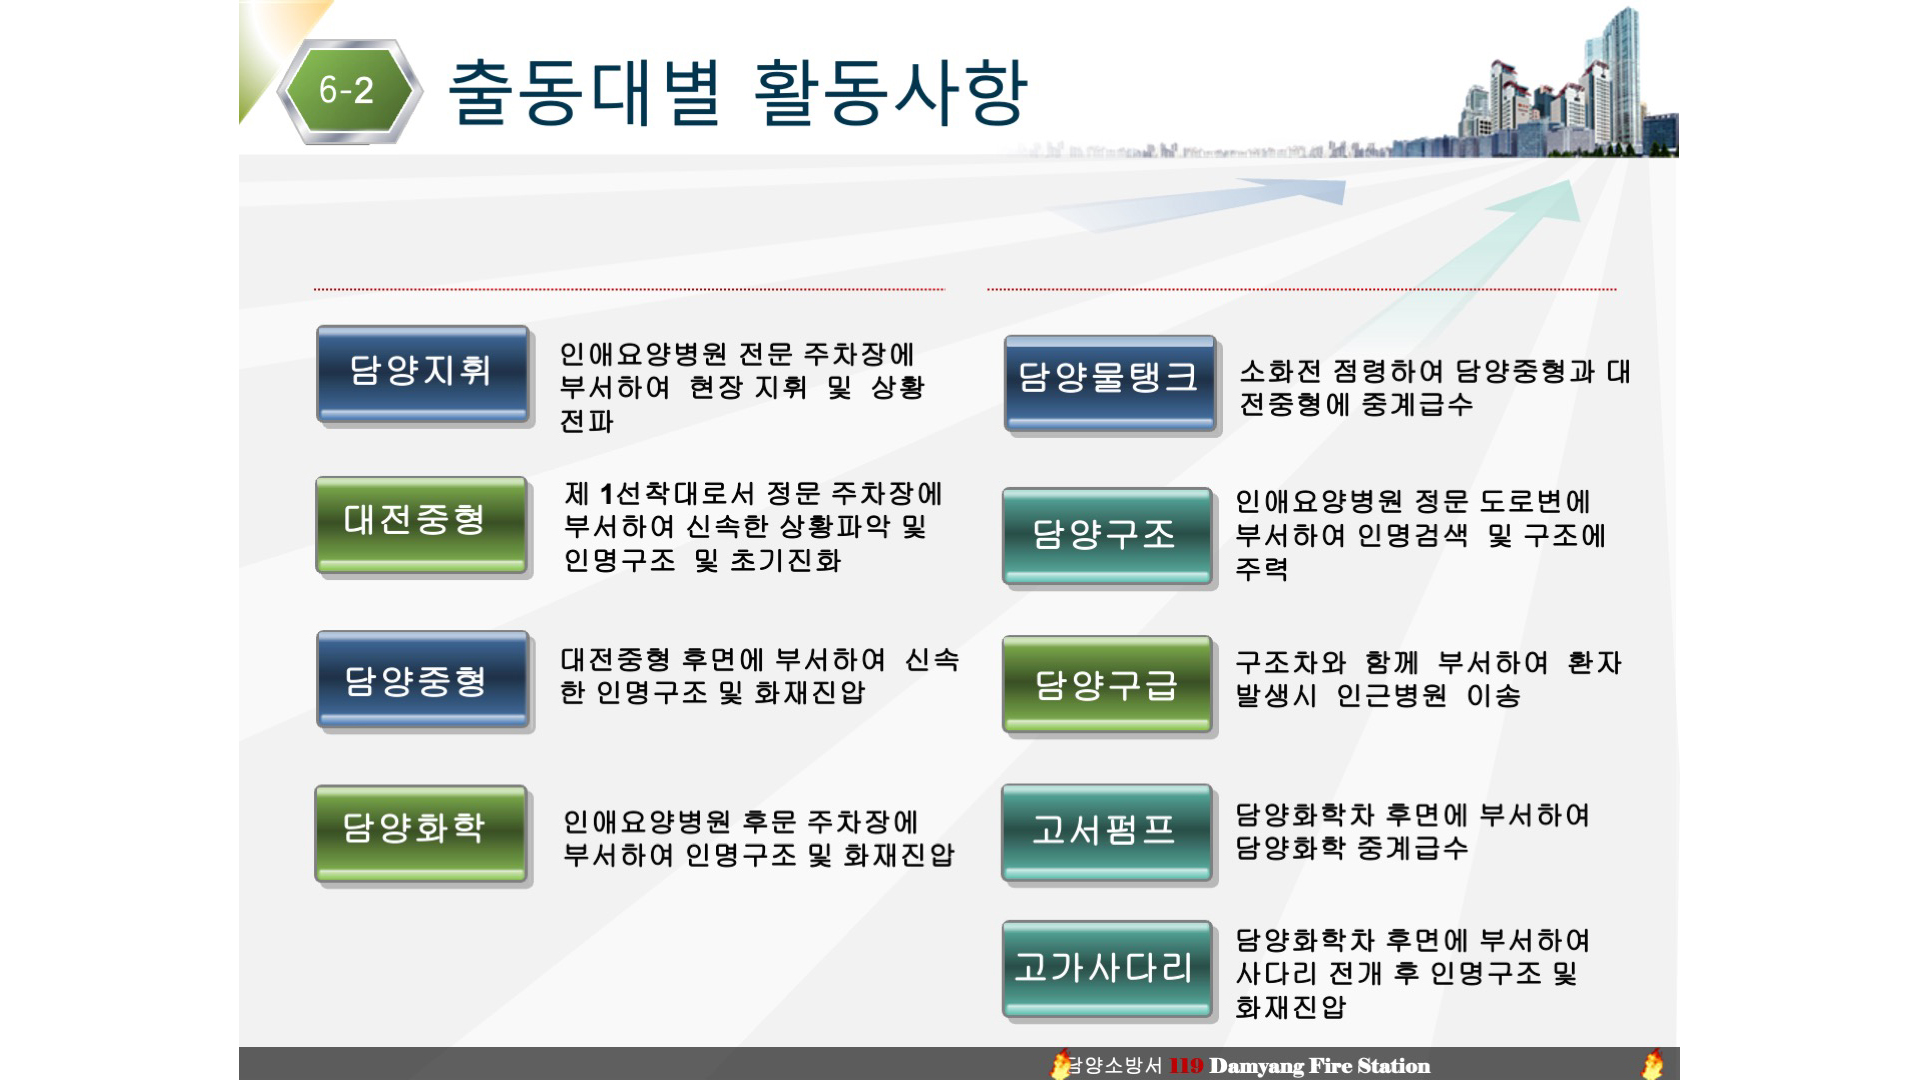 6-2
출동대별 활동사항
담양지휘
인애요양병원 전문 주차장에
부서하여 현장 지휘 및 상황
전파
대전중형
제 1선착대로서 정문 주차장에
부서하여 신속한 상황파악 및
인명구조 및 초기진화
담양중형
대전중형 후면에 부서하여 신속
한 인명구조 및 화재진압
담양화학
인애요양병원 후문 주차장에
부서하여 인명구조 및 화재진압
담양물탱크
소화전 점령하여 담양중형과 대
전중형에 중계급수
담양구조
인애요양병원 정문 도로변에
부서하여 인명검색 및 구조에
주력
담양구급
구조차와 함께 부서하여 환자
발생시 인근병원 이송
고서펌프
담양화학차 후면에 부서하여
담양화학 중계급수
고가사다리
담양화학차 후면에 부서하여
사다리 전개 후 인명구조 및
화재진압
담양소방서 119 Damyang Fire Station